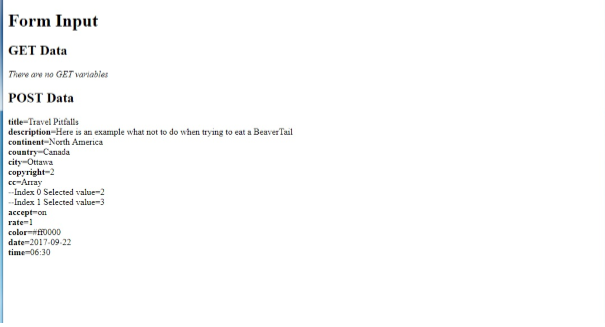 Form Input
GET Data
There are no GET variables
POST Data
title=Travel Pitfalls
description=Here is an example what not to do when trying to eat a BeaverTail
continent=North America
country=Canada
city=Ottawa
copyright=2
cc=Array
--Index 0 Selected value=2
--Index 1 Selected value=3
accept=on
rate=1
color=#ff0000
date=2017-09-22
time=06:30